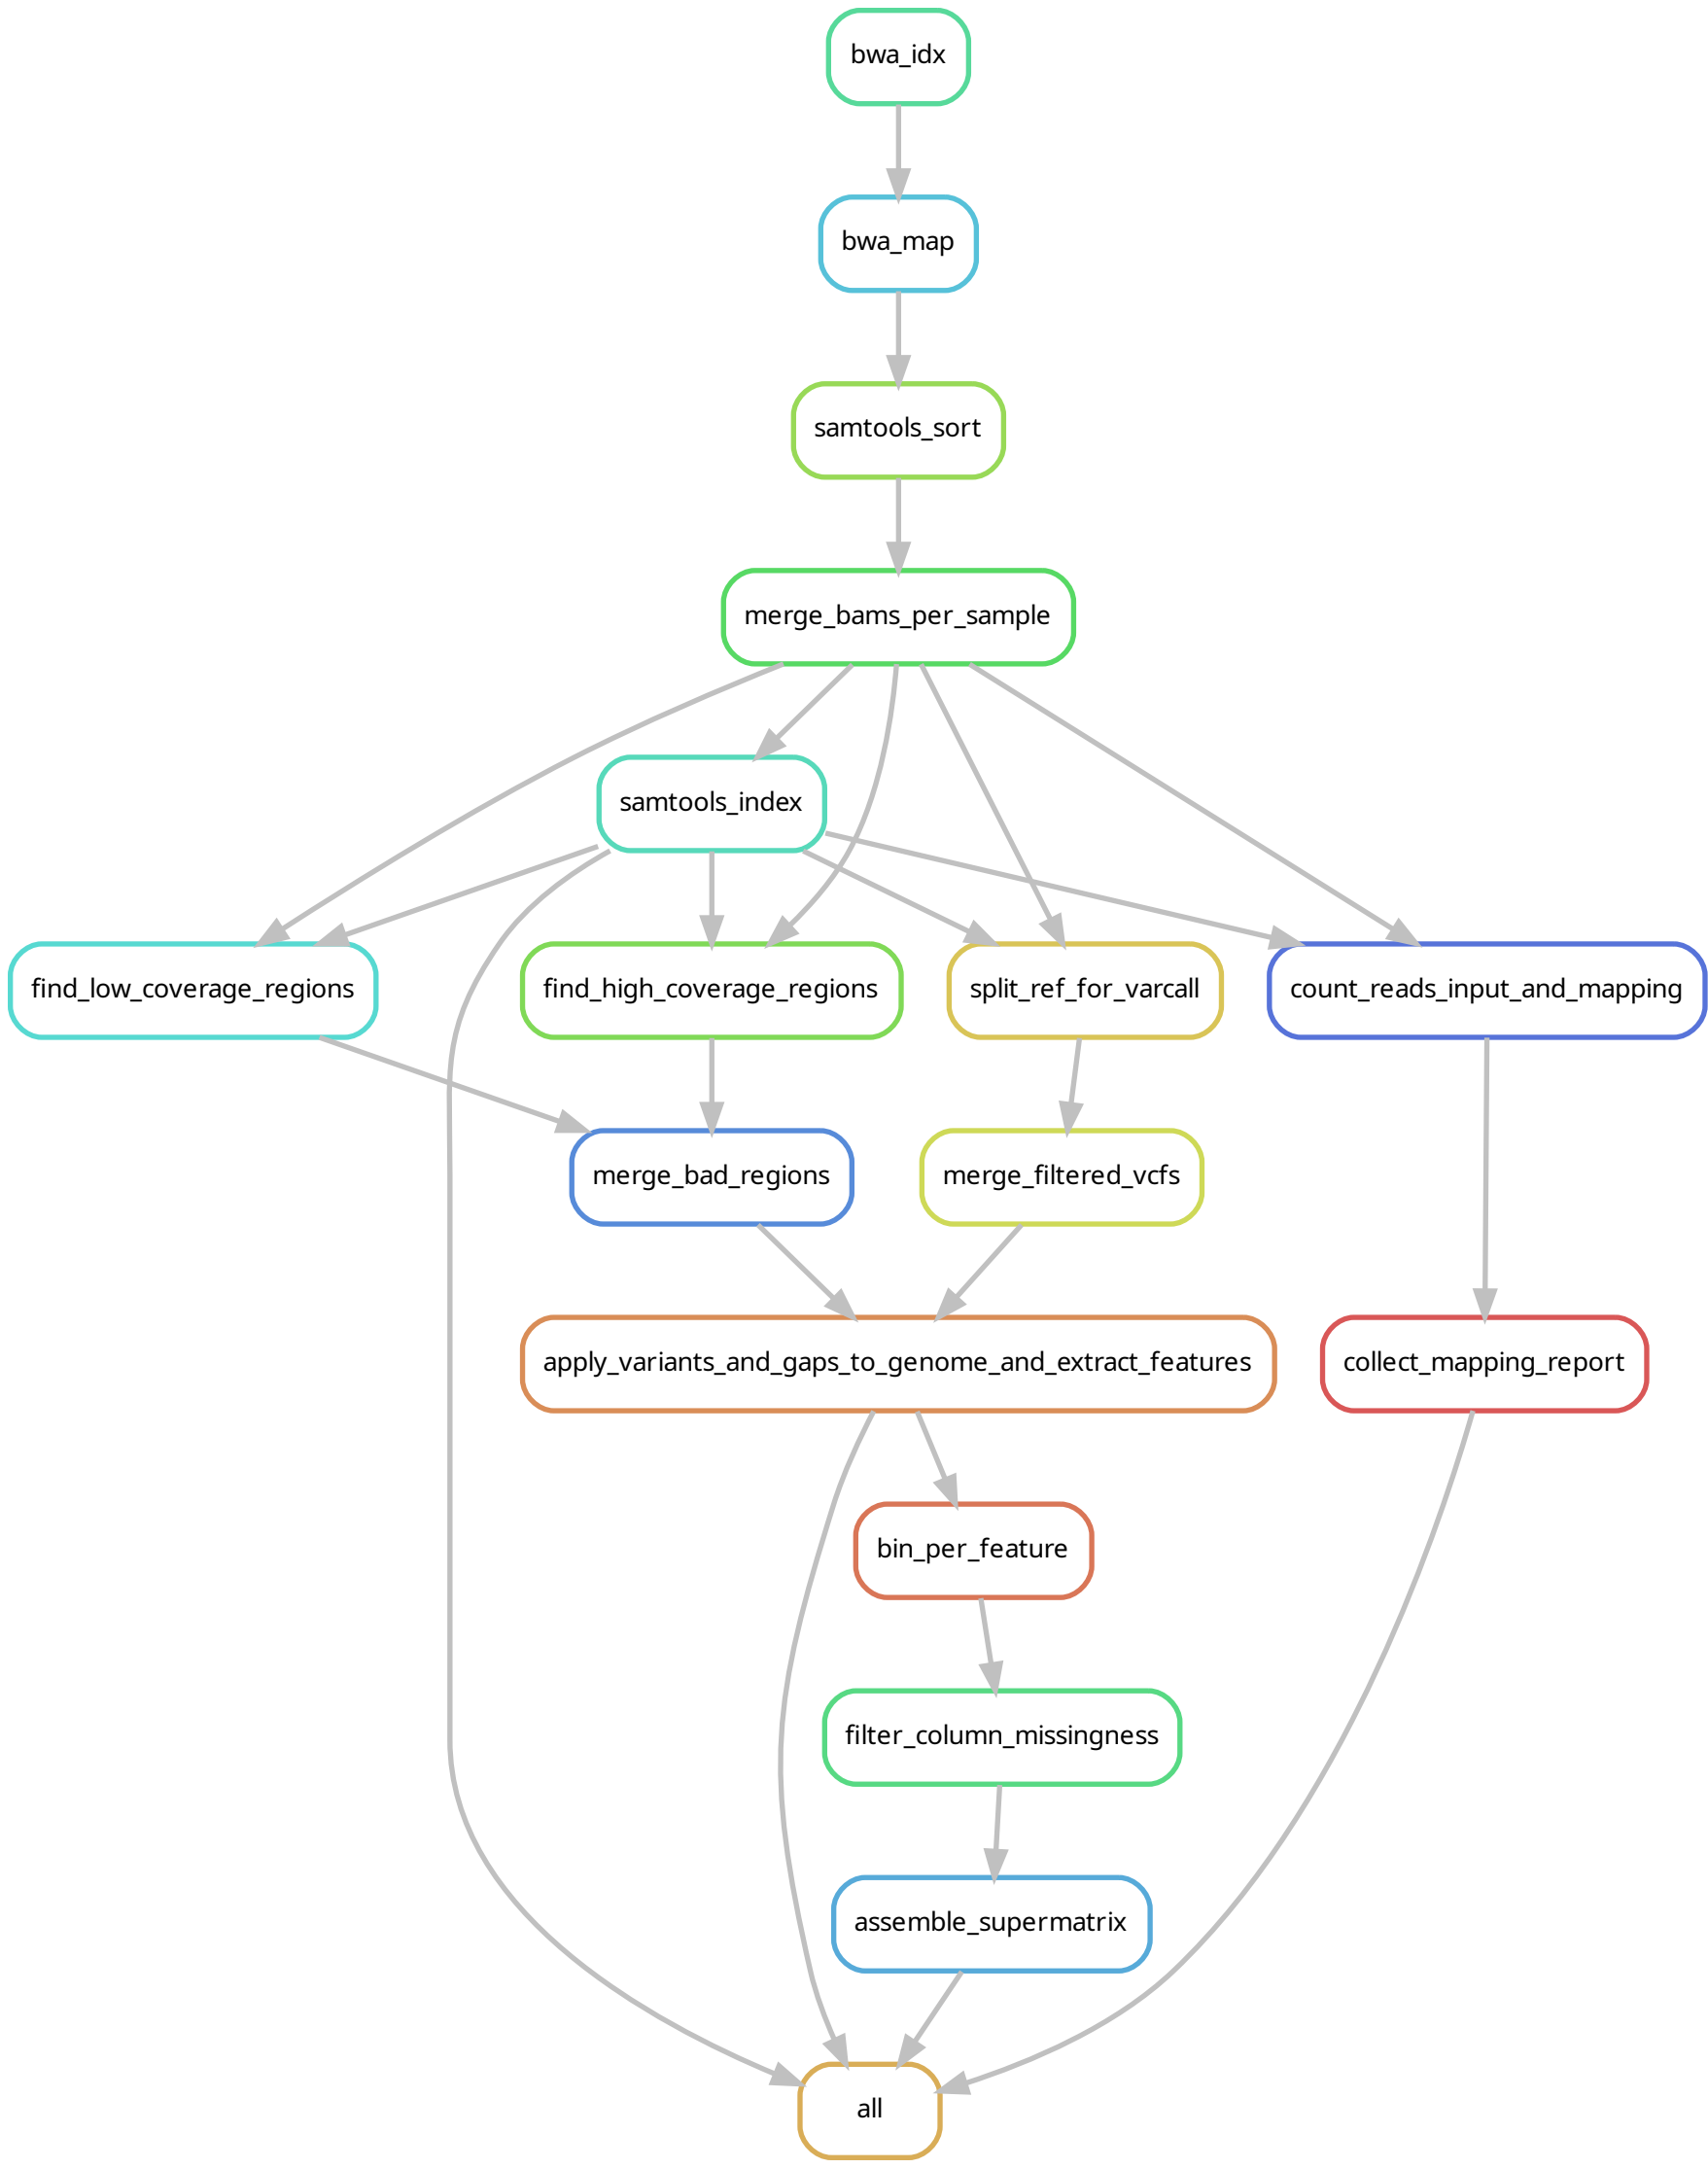 bwa_idx
bwa_map
samtools_sort
merge_bams_per_sample
samtools_index
find_low_coverage_regions
find_high_coverage_regions
split_ref_for_varcall
count_reads_input_and_mapping
merge_bad_regions
merge_filtered_vcfs
apply_variants_and_gaps_to_genome_and_extract_features
collect_mapping_report
bin_per_feature
filter_column_missingness
assemble_supermatrix
all